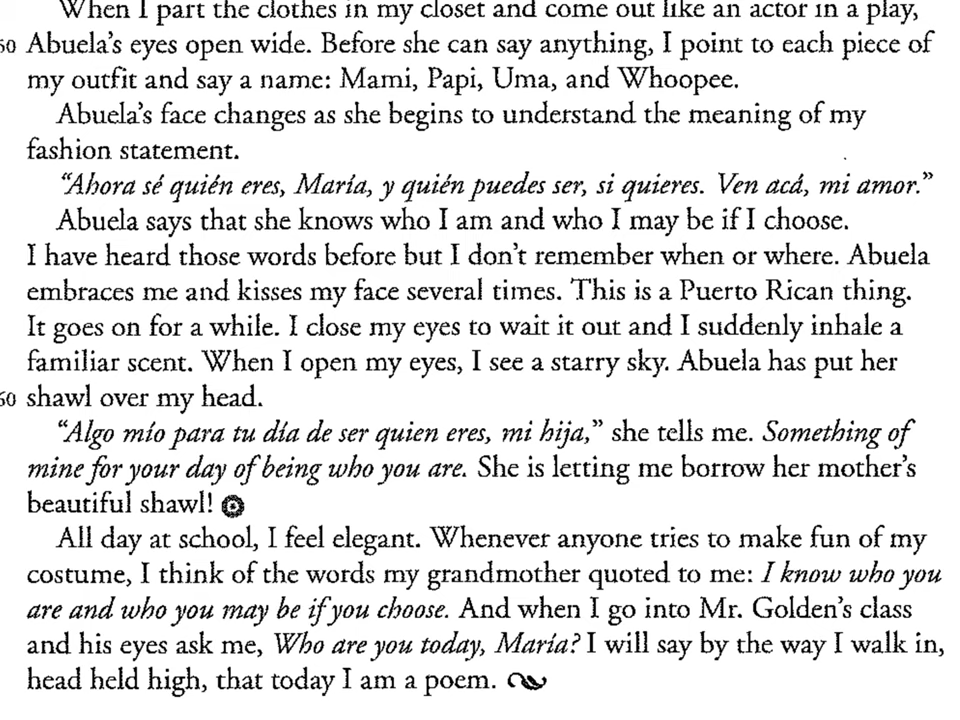 When I part the clothes in my closet and come out like an actor in a play,
Abuela's eyes open wide. Before she can say anything, I point to each piece of
my outfit and say a name: Mami, Papi, Uma, and Whoopee.
Abuela's face changes as she begins to understand the meaning of my
fashion statement.
“Ahora sé quién eres, María, y quién puedes ser, si quieres. Ven acá, mi amor.”
Abuela says that she knows who I am and who I may be if I choose.
I have heard those words before but I don't remember when or where. Abuela
embraces me and kisses my face several times. This is a Puerto Rican thing.
It goes on for a while. I close my eyes to wait it out and I suddenly inhale a
familiar scent. When I open my eyes, I see a starry sky. Abuela has put her
shawl over my head.
“Algo mío para tu día de ser quien eres, mi hija,” she tells me. Something of
mine for your day of being who you are. She is letting me borrow her mother's
beautiful shawl!
All day at school, I feel elegant. Whenever anyone tries to make fun of my
costume, I think of the words my grandmother quoted to me: I know who you
are and who you may be if you choose. And when I go into Mr. Golden's class
and his eyes ask me, Who are you today, María? I will say by the way I walk in,
head held high, that today I am a poem.